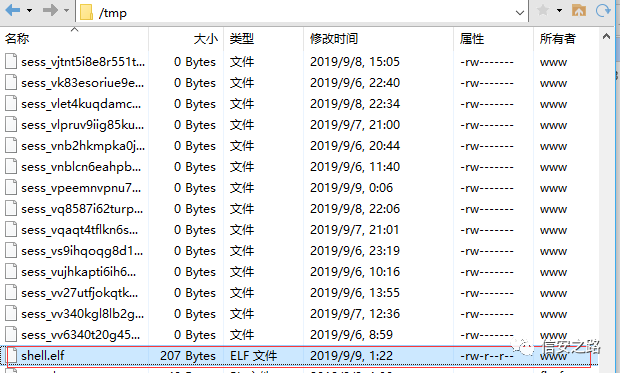 /tmp
名称 大小 类型 修改时间 属性 所有者
sess_vjtnt5i8e8r551t... 0 Bytes 文件 2019/9/8, 15:05 -rw------- www
sess_vk83esoriue9e... 0 Bytes 文件 2019/9/6, 22:40 -rw------- www
sess_vlet4kuqdamc... 0 Bytes 文件 2019/9/8, 22:34 -rw------- www
sess_vlpruv9iig85ku... 0 Bytes 文件 2019/9/7, 21:00 -rw------- www
sess_vnb2hkmpka0j... 0 Bytes 文件 2019/9/6, 20:44 -rw------- www
sess_vnblcn6eahpb... 0 Bytes 文件 2019/9/6, 11:40 -rw------- www
sess_vpeemnvpnu7... 0 Bytes 文件 2019/9/9, 0:06 -rw------- www
sess_vq8587i62turp... 0 Bytes 文件 2019/9/8, 22:06 -rw------- www
sess_vqaqt4tflkn6s... 0 Bytes 文件 2019/9/7, 21:01 -rw------- www
sess_vs9ihqoqg8d1... 0 Bytes 文件 2019/9/6, 23:19 -rw------- www
sess_vujhkapti6ih6... 0 Bytes 文件 2019/9/6, 10:16 -rw------- www
sess_vv27utfjokqtk... 0 Bytes 文件 2019/9/6, 13:55 -rw------- www
sess_vv340kgl8lb2g... 0 Bytes 文件 2019/9/7, 12:36 -rw------- www
sess_vv6340t20g45... 0 Bytes 文件 2019/9/6, 8:59 -rw------- www
shell.elf 207 Bytes ELF 文件 2019/9/9, 1:22 -rw-r--r-- www
信安之路